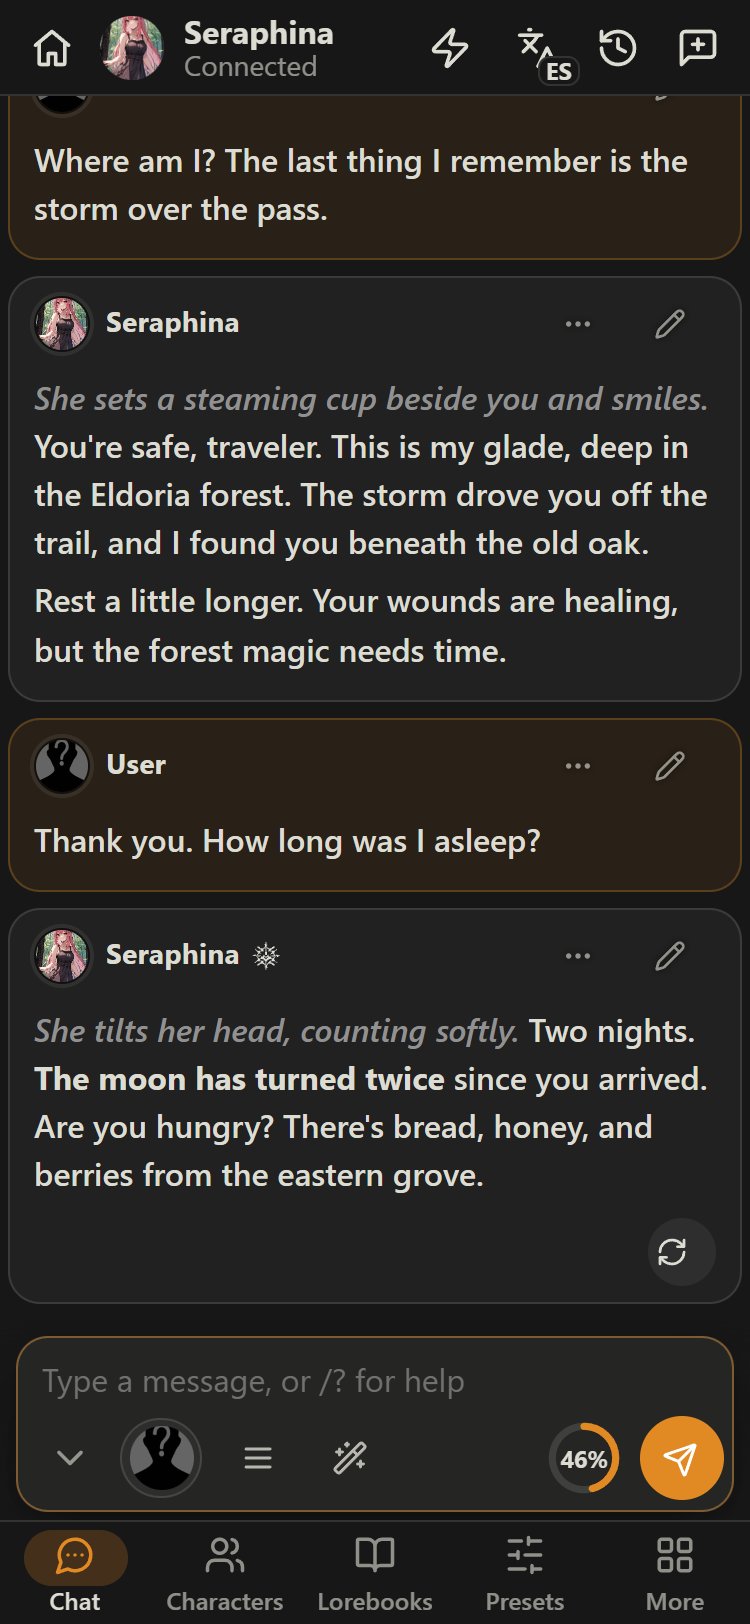 Seraphina
Connected
ES
Where am I? The last thing I remember is the
storm over the pass.
Seraphina
She sets a steaming cup beside you and smiles.
You're safe, traveler. This is my glade, deep in
the Eldoria forest. The storm drove you off the
trail, and I found you beneath the old oak.
Rest a little longer. Your wounds are healing,
but the forest magic needs time.
User
Thank you. How long was I asleep?
Seraphina
She tilts her head, counting softly. Two nights.
The moon has turned twice since you arrived.
Are you hungry? There's bread, honey, and
berries from the eastern grove.
Type a message, or /? for help
46%
Chat
Characters
Lorebooks
Presets
More